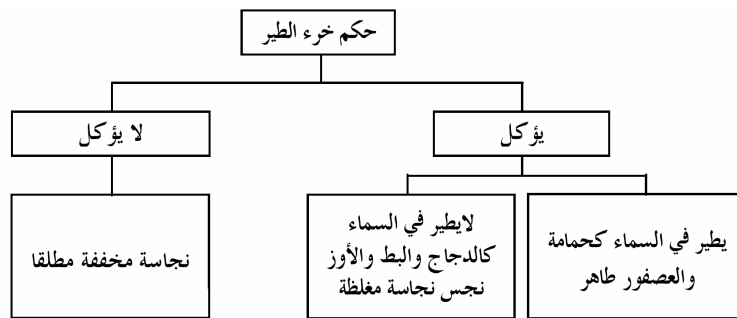 حكم خرء الطير
يؤكل
لا يؤكل
يطير في السماء كحمامة
والعصفور طاهر
لايطير في السماء
كالدجاج والبط والأوز
نجس نجاسة مغلظة
نجاسة مخففة مطلقا